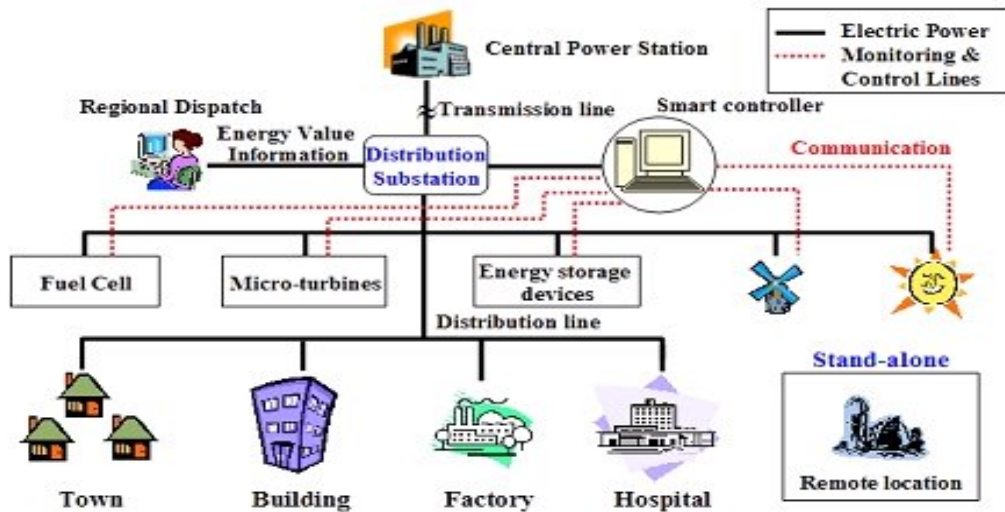 Central Power Station
Electric Power
Monitoring &
Control Lines
Regional Dispatch
Transmission line
Smart controller
Energy Value
Information
Distribution
Substation
Communication
Fuel Cell
Micro-turbines
Energy storage
devices
Distribution line
Stand-alone
Remote location
Town
Building
Factory
Hospital